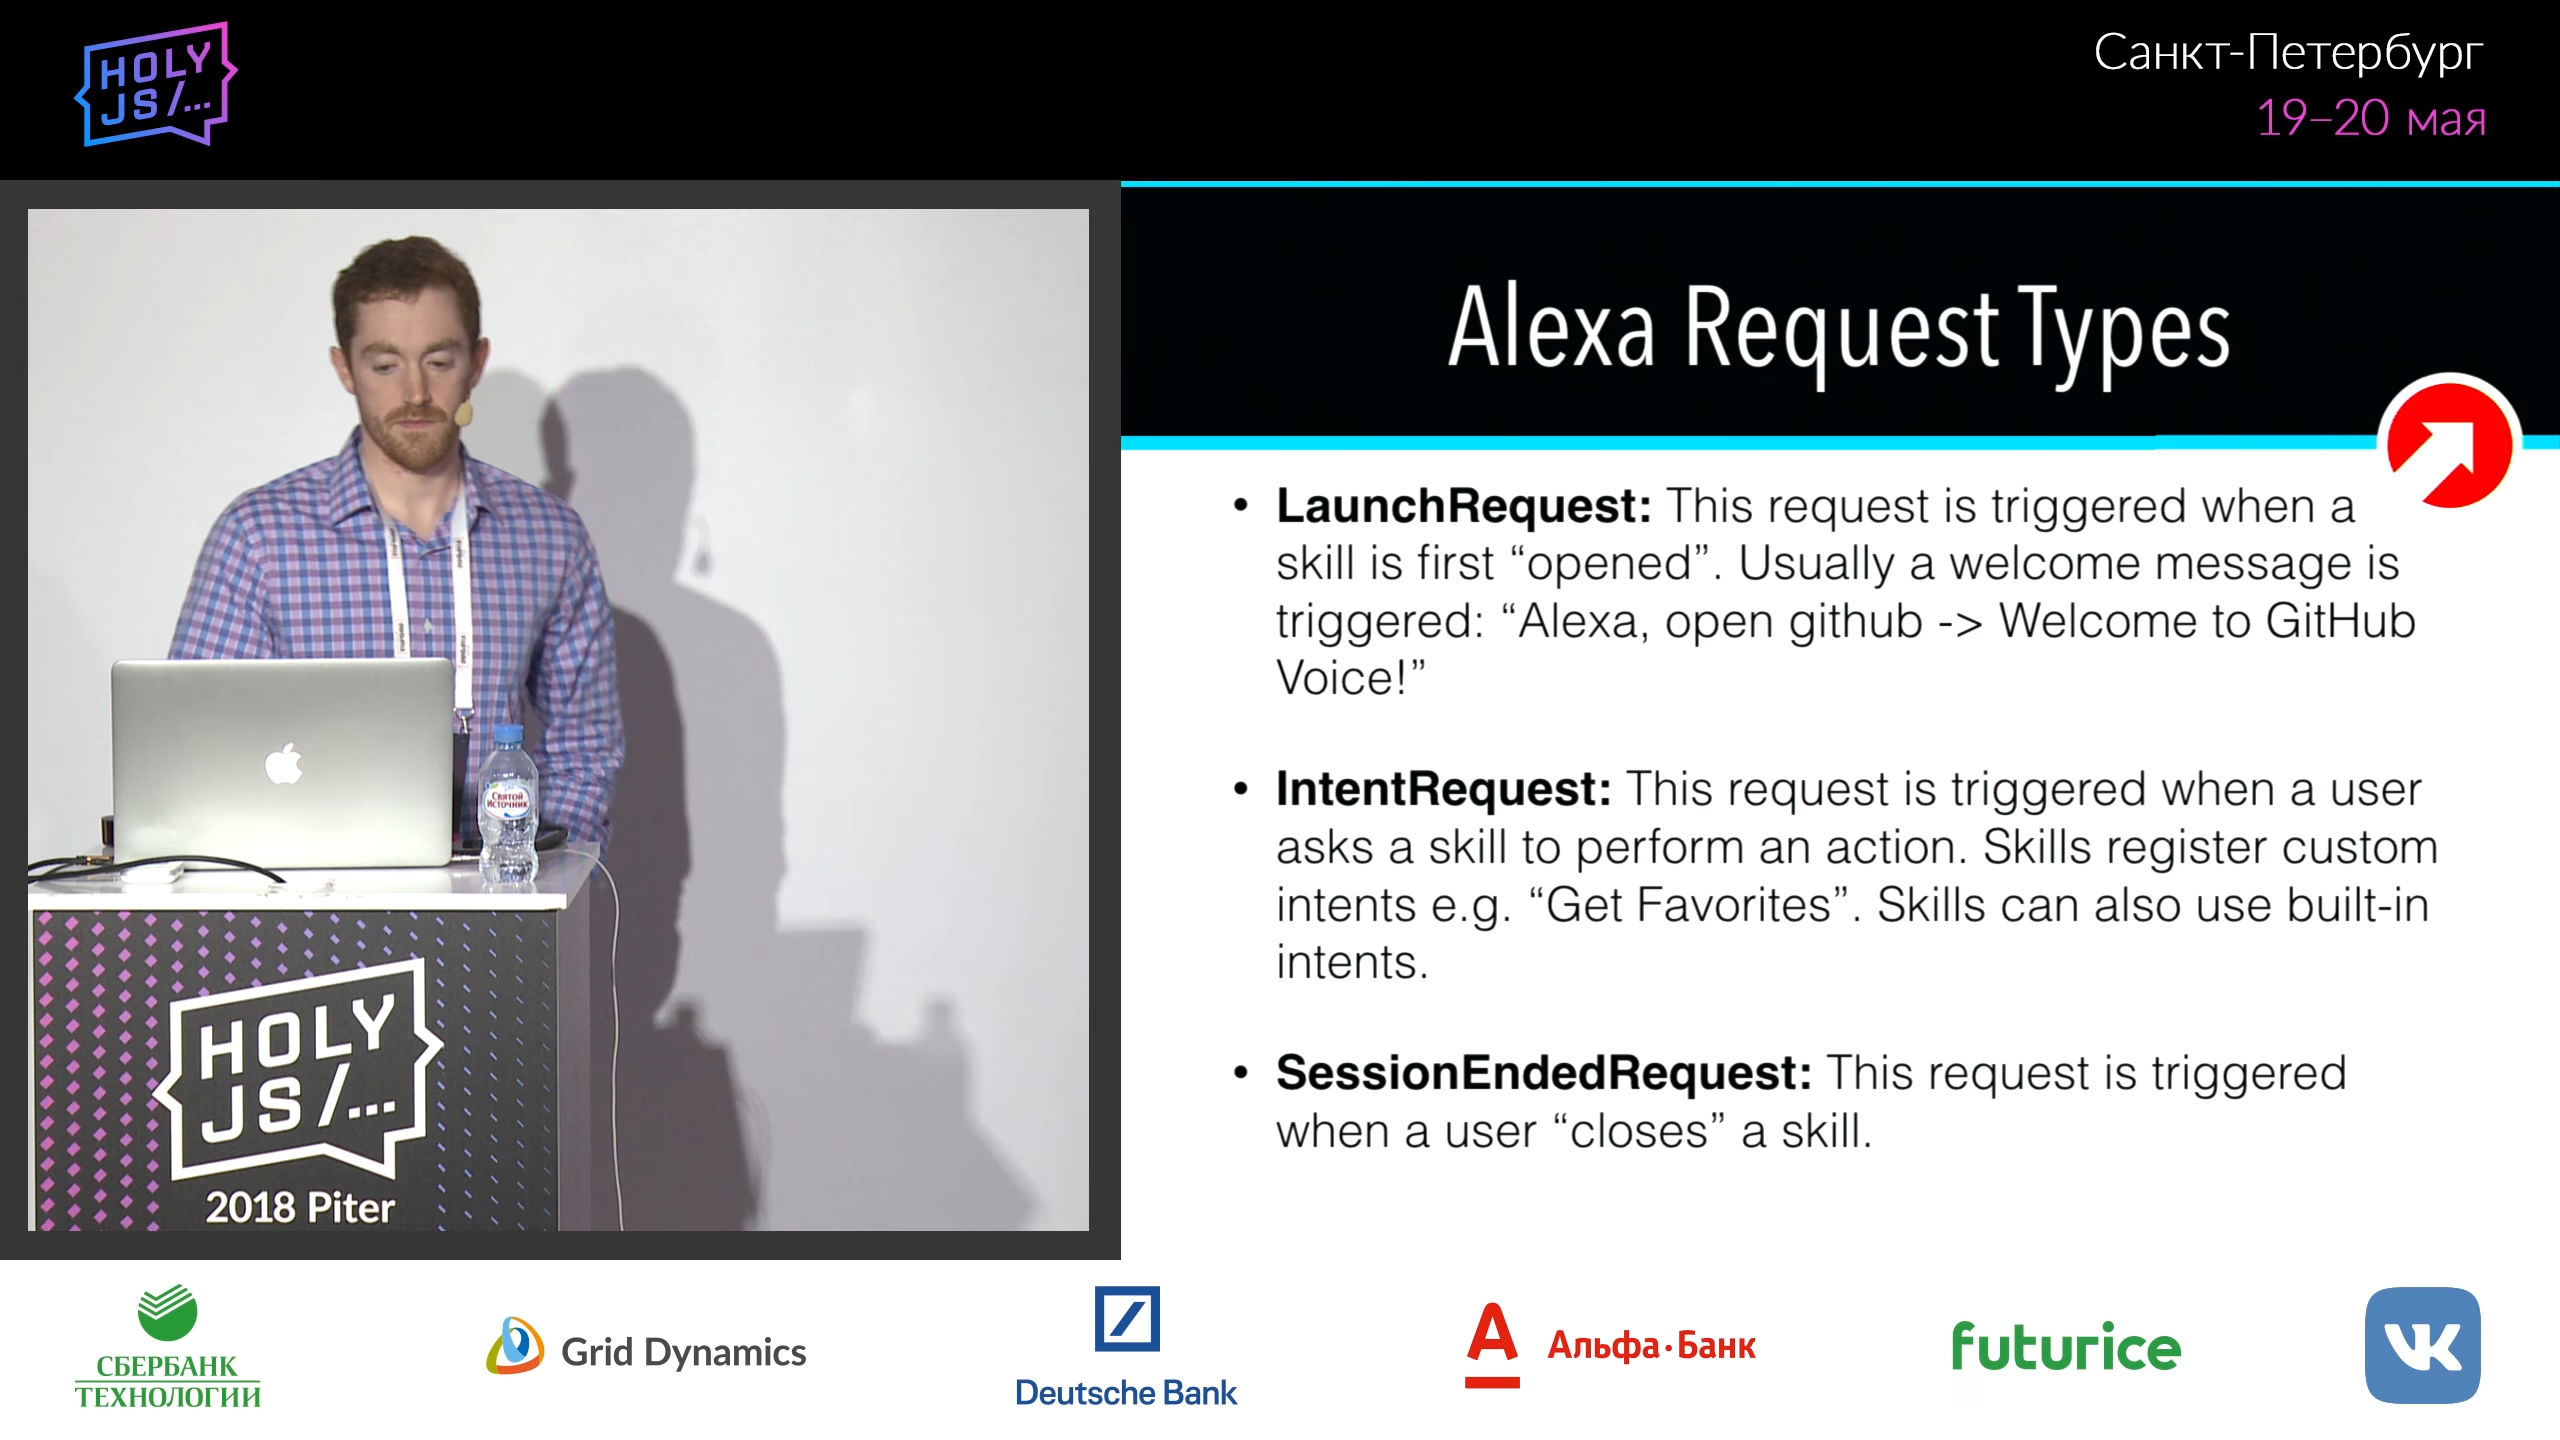 HOLY
JS/...
Санкт-Петербург
19–20 мая
Alexa Request Types
• LaunchRequest: This request is triggered when a
skill is first “opened”. Usually a welcome message is
triggered: “Alexa, open github -> Welcome to GitHub
Voice!”
• IntentRequest: This request is triggered when a user
asks a skill to perform an action. Skills register custom
intents e.g. “Get Favorites”. Skills can also use built-in
intents.
• SessionEndedRequest: This request is triggered
when a user “closes” a skill.
Святой
Источник
HOLY
JS/...
2018 Piter
СБЕРБАНК
ТЕХНОЛОГИИ
Grid Dynamics
Deutsche Bank
Альфа·Банк
futurice
VK